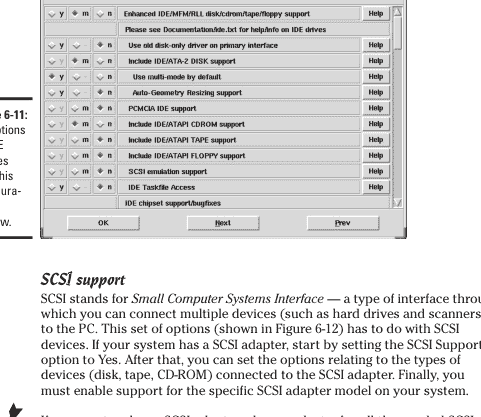 y m n Enhanced IDE/MFM/RLL disk/cdrom/tape/floppy support Help
Please see Documentation/ide.txt for help/info on IDE drives
y - n Use old disk-only driver on primary interface Help
y m n Include IDE/ATA-2 DISK support Help
y - n Use multi-mode by default Help
y - n Auto-Geometry Resizing support Help
y m n PCMCIA IDE support Help
y m n Include IDE/ATAPI CDROM support Help
y m n Include IDE/ATAPI TAPE support Help
y m n Include IDE/ATAPI FLOPPY support Help
y m n SCSI emulation support Help
y - n IDE Taskfile Access Help
IDE chipset support/bugfixes
OK Next Prev
6-11:
tions
E
es
his
ura-
w.
SCSI support
SCSI stands for Small Computer Systems Interface — a type of interface throu
which you can connect multiple devices (such as hard drives and scanners
to the PC. This set of options (shown in Figure 6-12) has to do with SCSI
devices. If your system has a SCSI adapter, start by setting the SCSI Support
option to Yes. After that, you can set the options relating to the types of
devices (disk, tape, CD-ROM) connected to the SCSI adapter. Finally, you
must enable support for the specific SCSI adapter model on your system.